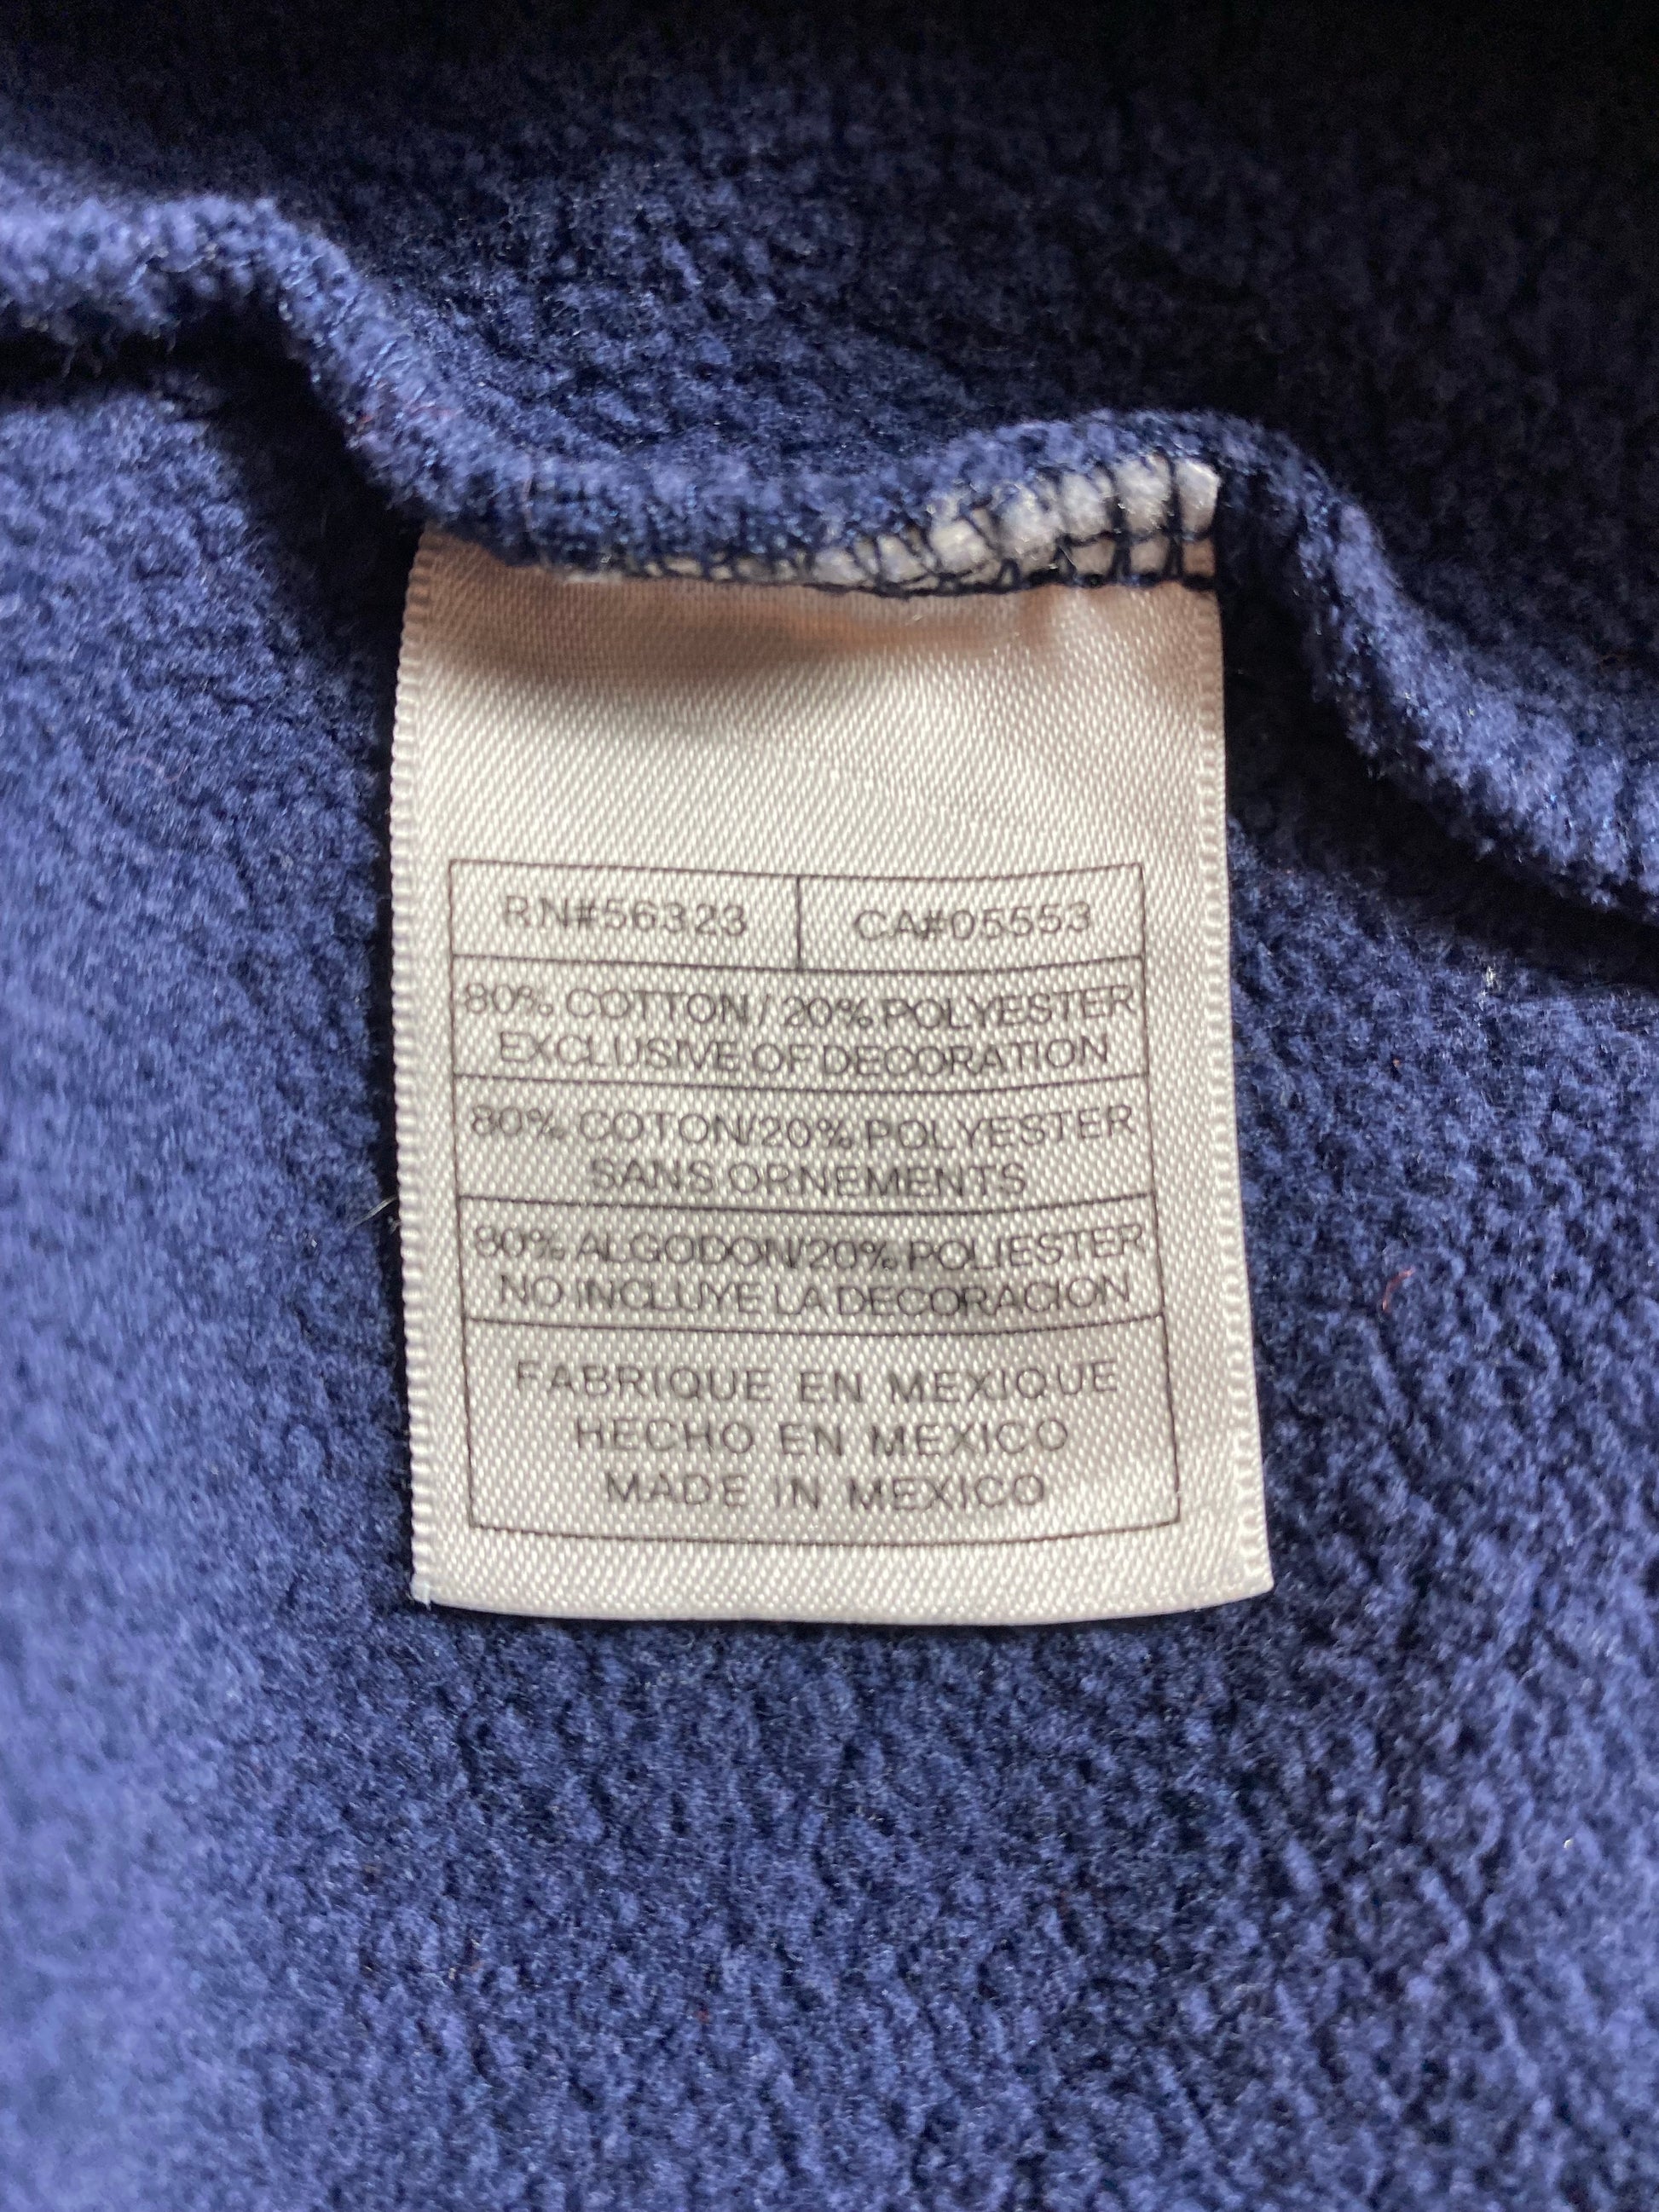 RN#56323 CA#05553
80% COTTON / 20% POLYESTER
EXCLUSIVE OF DECORATION
80% COTON/20% POLYESTER
SANS ORNEMENTS
80% ALGODON/20% POLIESTER
NO INCLUYE LA DECORACION
FABRIQUE EN MEXIQUE
HECHO EN MEXICO
MADE IN MEXICO